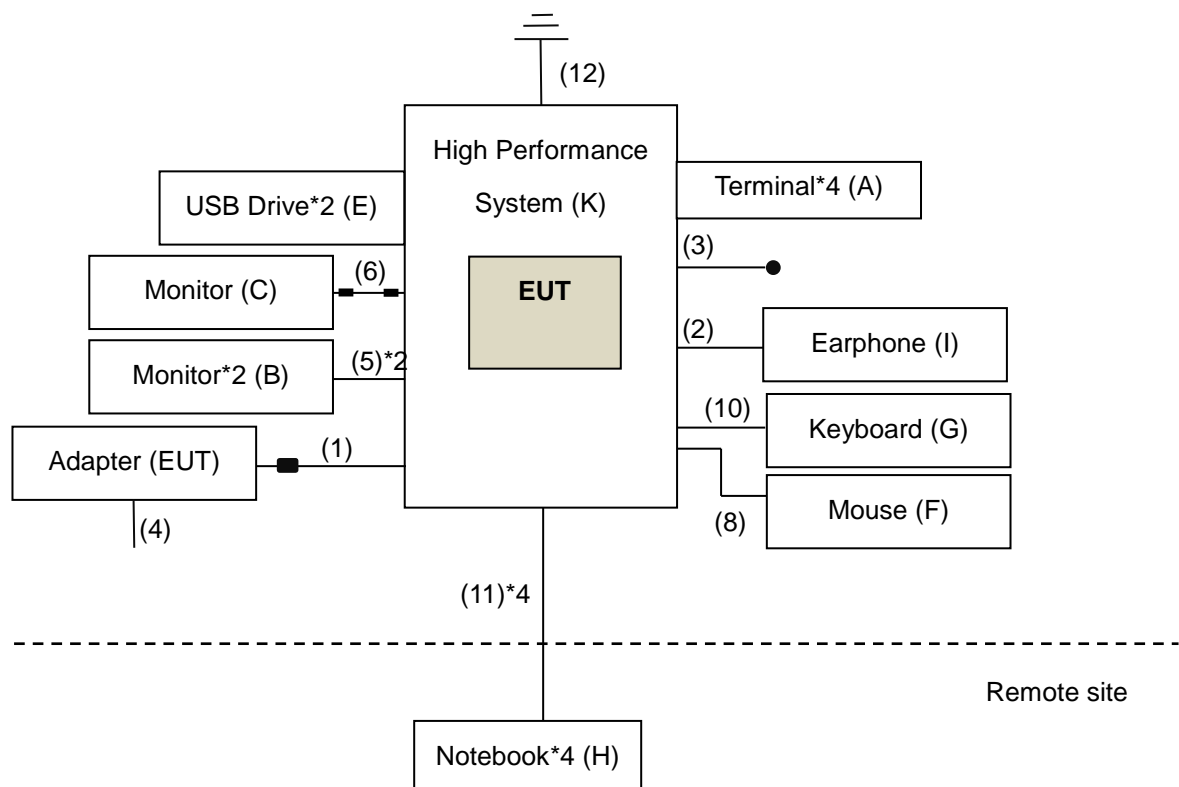 (12)
High Performance
System (K)
USB Drive*2 (E)
Terminal*4 (A)
(3)
(6)
Monitor (C)
EUT
(2)
Earphone (I)
(5)*2
Monitor*2 (B)
(10)
Keyboard (G)
(1)
Adapter (EUT)
Mouse (F)
(8)
(4)
(11)*4
Remote site
Notebook*4 (H)